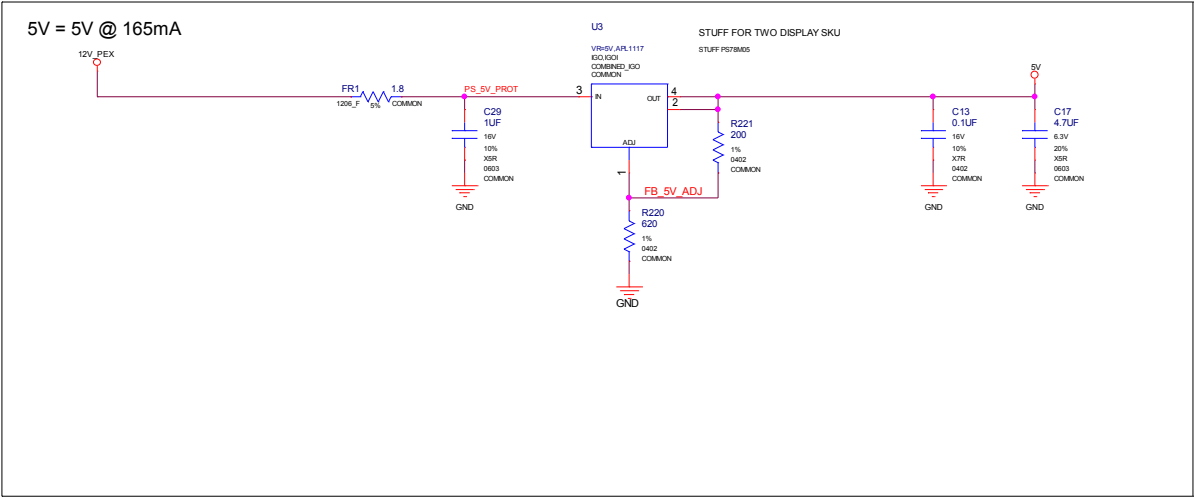 5V = 5V @ 165mA
12V_PEX
FR1 1.8
1206_F 5% COMMON
PS_5V_PROT
C29
1UF
16V
10%
X5R
0603
COMMON
GND
U3
VR=5V,APL1117
IGO,IGOI
COMBINED_IGO
COMMON
3 IN
OUT 4
2
ADJ
1
STUFF FOR TWO DISPLAY SKU
STUFF PS78M05
R221
200
1%
0402
COMMON
FB_5V_ADJ
R220
620
1%
0402
COMMON
GND
C13
0.1UF
16V
10%
X7R
0402
COMMON
GND
5V
C17
4.7UF
6.3V
20%
X5R
0603
COMMON
GND